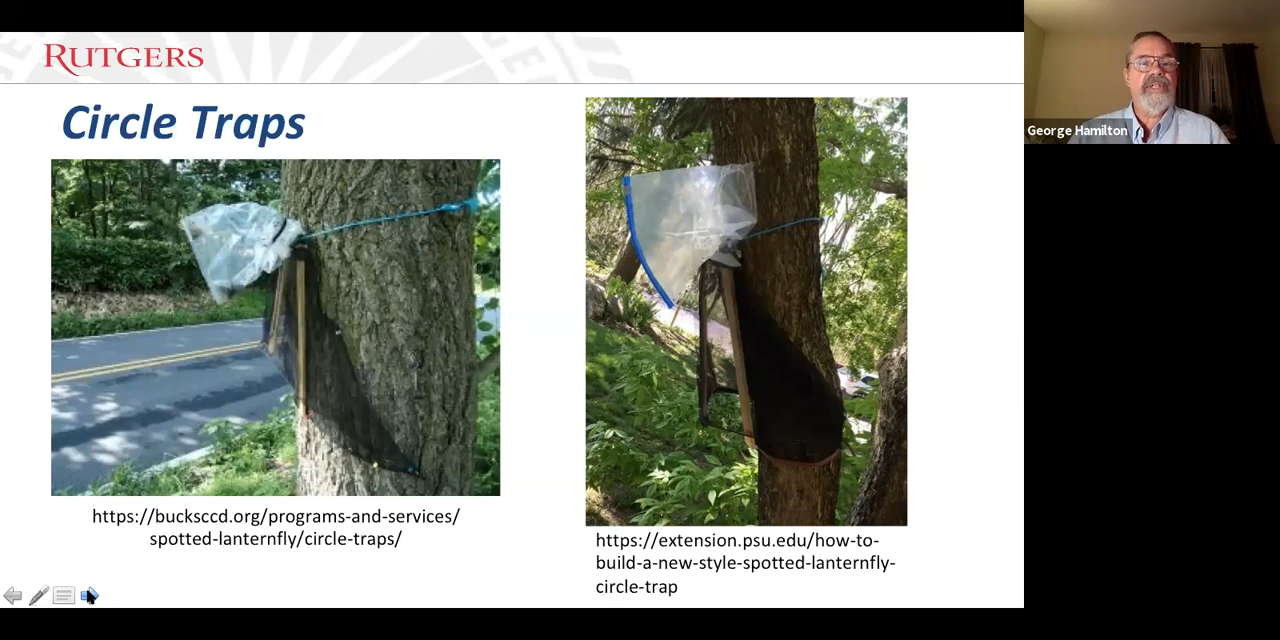 RUTGERS
Circle Traps
https://bucksccd.org/programs-and-services/
spotted-lanternfly/circle-traps/
https://extension.psu.edu/how-to-
build-a-new-style-spotted-lanternfly-
circle-trap
George Hamilton